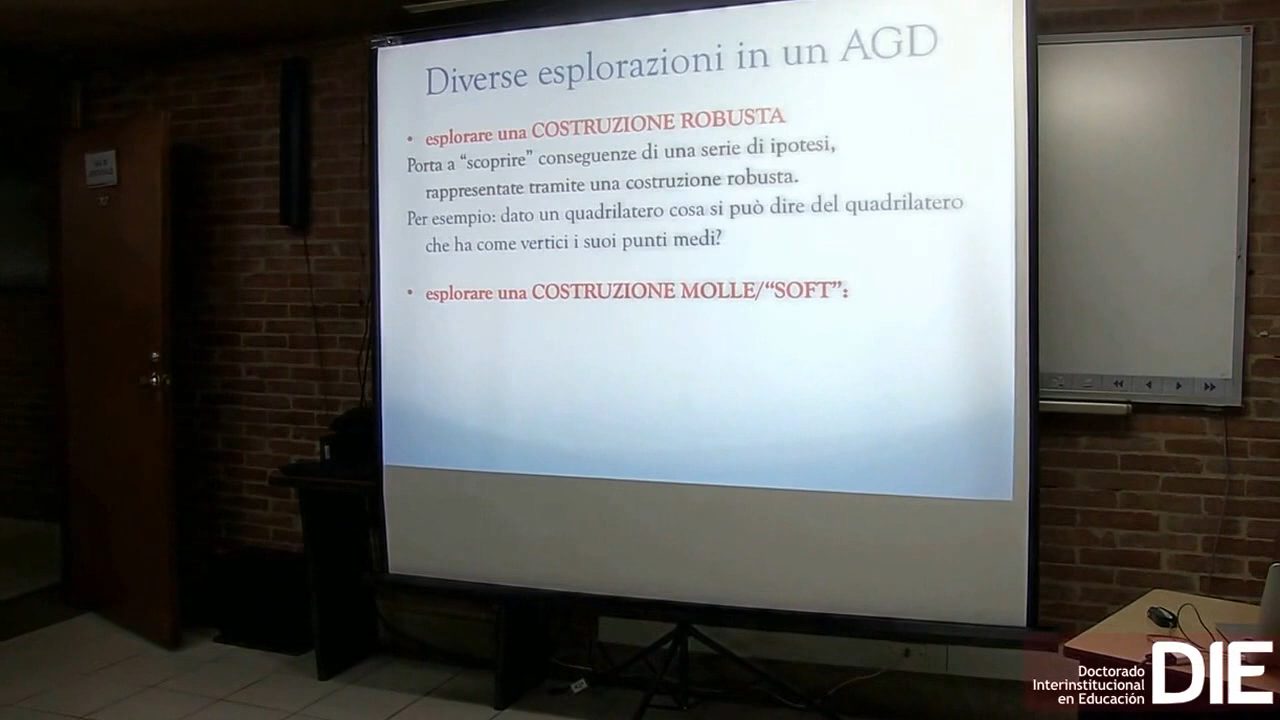 Diverse esplorazioni in un AGD
• esplorare una COSTRUZIONE ROBUSTA
Porta a “scoprire” conseguenze di una serie di ipotesi,
rappresentate tramite una costruzione robusta.
Per esempio: dato un quadrilatero cosa si può dire del quadrilatero
che ha come vertici i suoi punti medi?
• esplorare una COSTRUZIONE MOLLE/“SOFT”:
Doctorado
Interinstitucional
en Educación
DIE